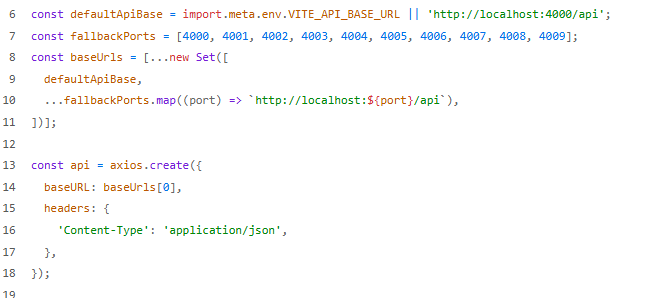 6 const defaultApiBase = import.meta.env.VITE_API_BASE_URL || 'http://localhost:4000/api';
7 const fallbackPorts = [4000, 4001, 4002, 4003, 4004, 4005, 4006, 4007, 4008, 4009];
8 const baseUrls = [...new Set([
9   defaultApiBase,
10   ...fallbackPorts.map((port) => `http://localhost:${port}/api`),
11 ])];
12
13 const api = axios.create({
14   baseURL: baseUrls[0],
15   headers: {
16     'Content-Type': 'application/json',
17   },
18 });
19